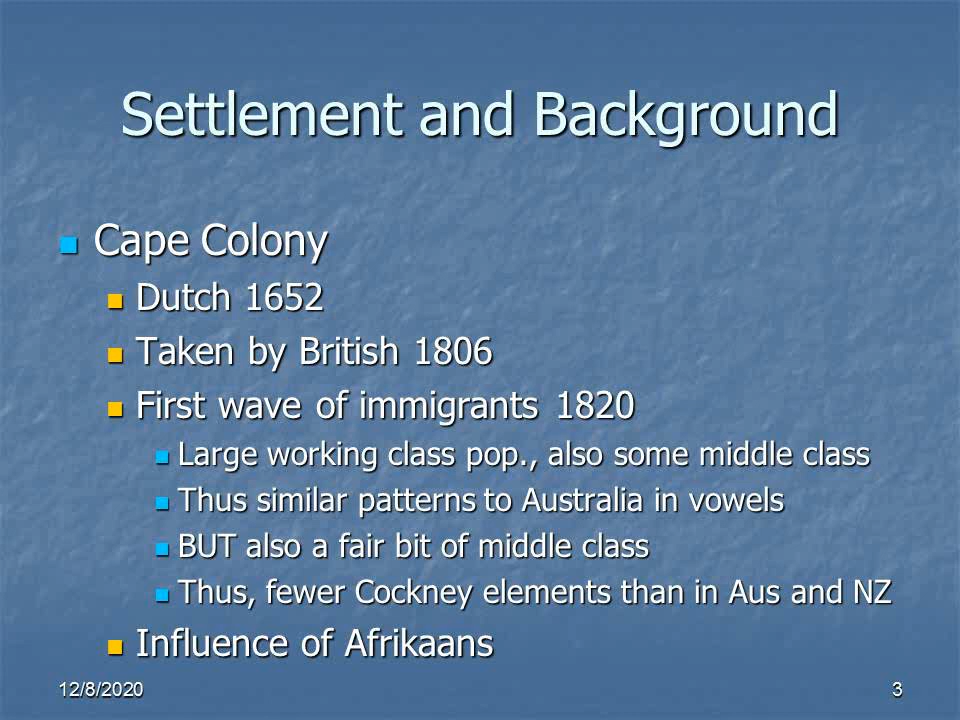 Settlement and Background
Cape Colony
Dutch 1652
Taken by British 1806
First wave of immigrants 1820
Large working class pop., also some middle class
Thus similar patterns to Australia in vowels
BUT also a fair bit of middle class
Thus, fewer Cockney elements than in Aus and NZ
Influence of Afrikaans
12/8/2020
3